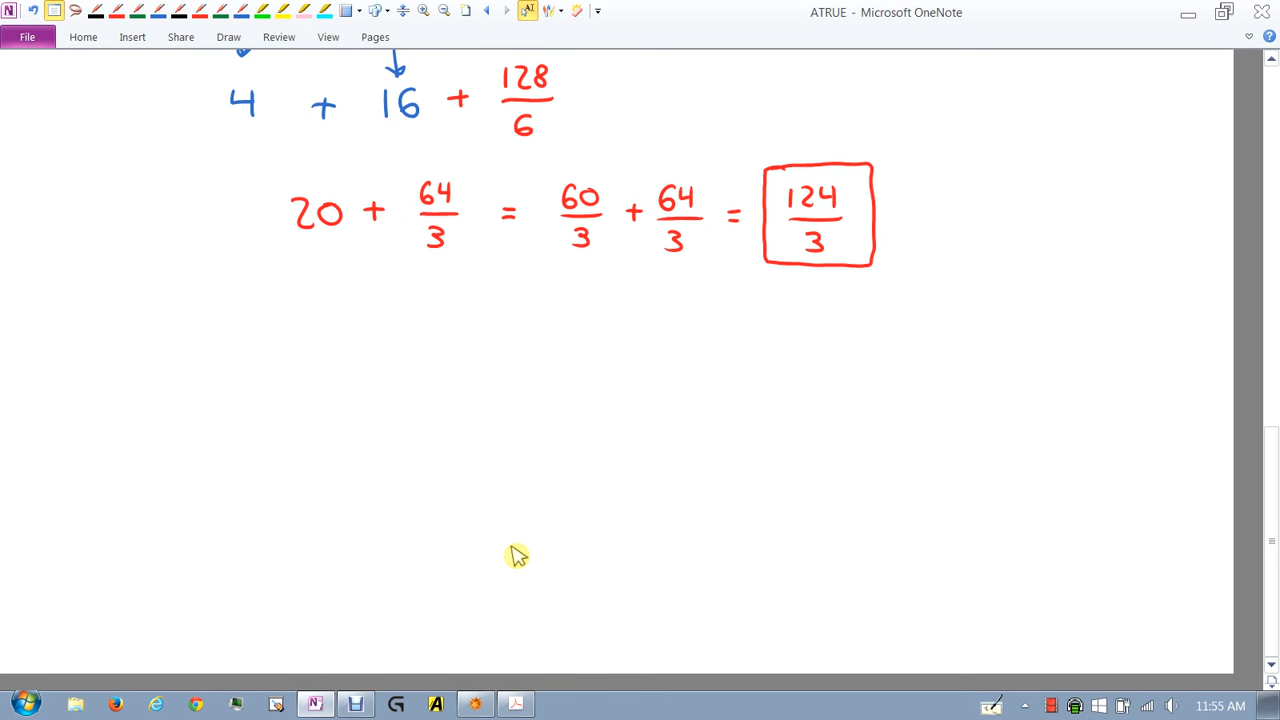 ATRUE - Microsoft OneNote
File Home Insert Share Draw Review View Pages
4 + 16 + 128/6
20 + 64/3 = 60/3 + 64/3 = 124/3
11:55 AM